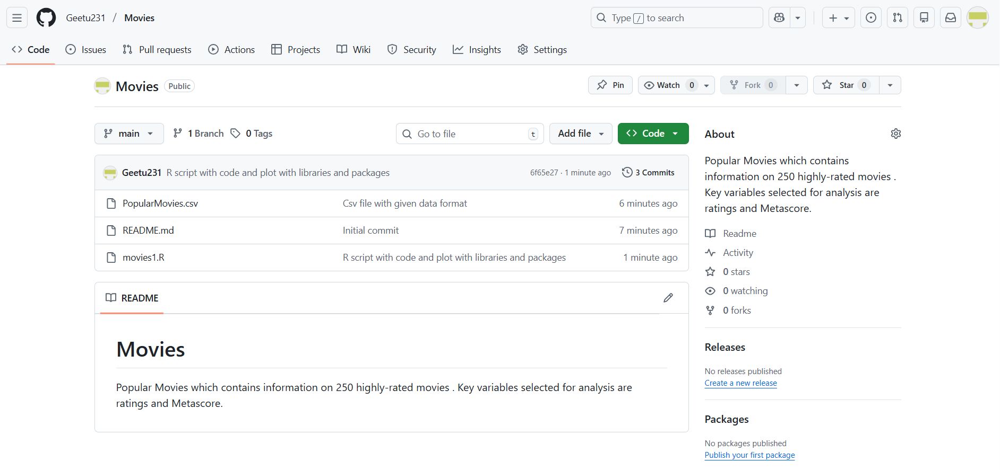 Geetu231 / Movies
Type / to search
Code Issues Pull requests Actions Projects Wiki Security Insights Settings
Movies Public
Pin Watch 0 Fork 0 Star 0
main 1 Branch 0 Tags Go to file t Add file Code
Geetu231 R script with code and plot with libraries and packages 6f65e27 · 1 minute ago 3 Commits
PopularMovies.csv Csv file with given data format 6 minutes ago
README.md Initial commit 7 minutes ago
movies1.R R script with code and plot with libraries and packages 1 minute ago
README
Movies
Popular Movies which contains information on 250 highly-rated movies . Key variables selected for analysis are
ratings and Metascore.
About
Popular Movies which contains
information on 250 highly-rated movies .
Key variables selected for analysis are
ratings and Metascore.
Readme
Activity
0 stars
0 watching
0 forks
Releases
No releases published
Create a new release
Packages
No packages published
Publish your first package